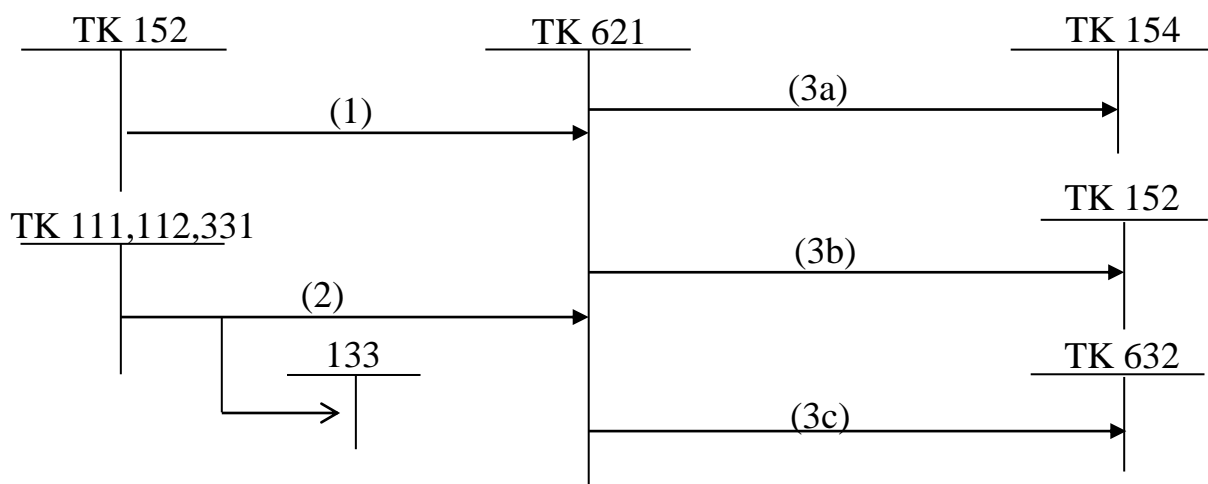 TK 152
TK 621
TK 154
(1)
(3a)
TK 152
TK 111,112,331
(3b)
(2)
133
TK 632
(3c)